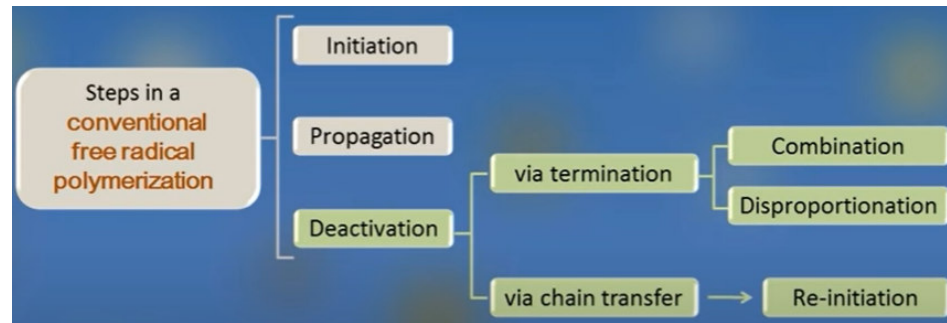 Steps in a
conventional
free radical
polymerization
Initiation
Propagation
Deactivation
via termination
Combination
Disproportionation
via chain transfer
Re-initiation